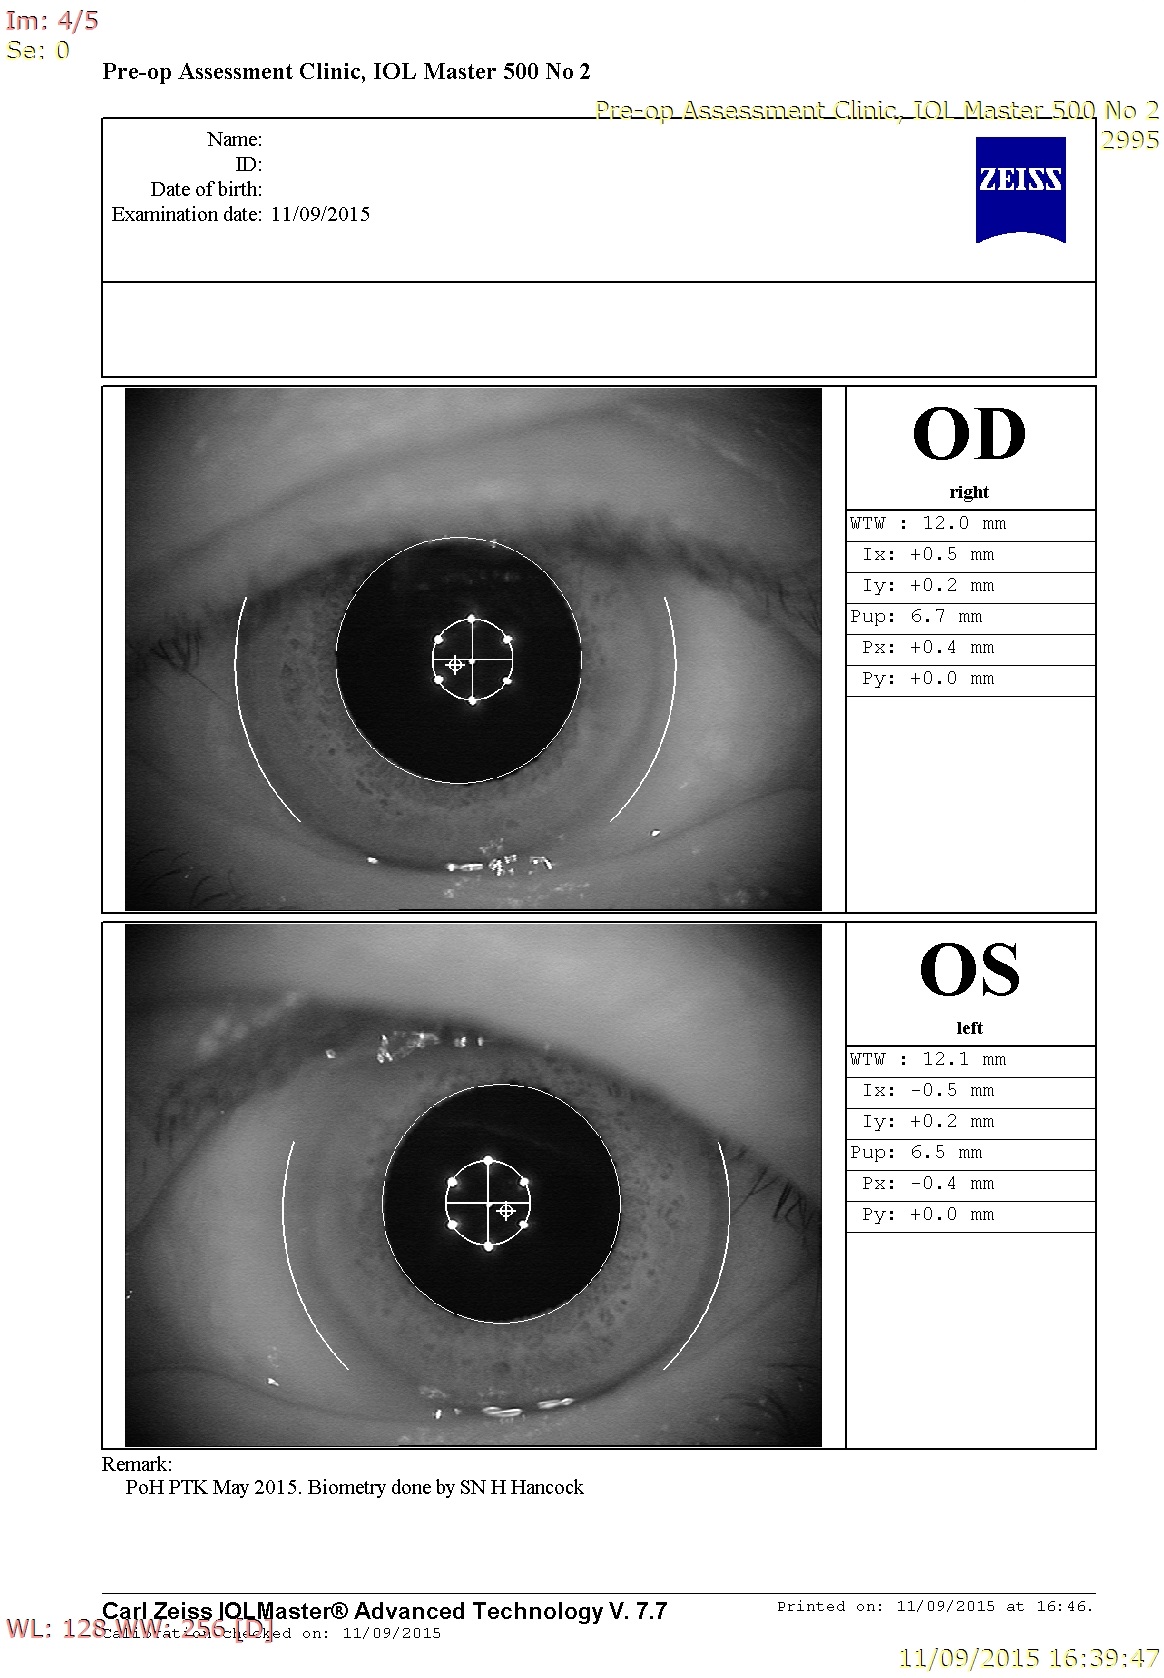 Im: 4/5
Se: 0
Pre-op Assessment Clinic, IOL Master 500 No 2
Pre-op Assessment Clinic, IOL Master 500 No 2
2995
Name:
ID:
Date of birth:
Examination date: 11/09/2015
ZEISS
OD
right
WTW : 12.0 mm
Ix: +0.5 mm
Iy: +0.2 mm
Pup: 6.7 mm
Px: +0.4 mm
Py: +0.0 mm
OS
left
WTW : 12.1 mm
Ix: -0.5 mm
Iy: +0.2 mm
Pup: 6.5 mm
Px: -0.4 mm
Py: +0.0 mm
Remark:
PoH PTK May 2015. Biometry done by SN H Hancock
Carl Zeiss IOLMaster® Advanced Technology V. 7.7
Printed on: 11/09/2015 at 16:46.
WL: 128 WW: 256 [D]
Calibration checked on: 11/09/2015
11/09/2015 16:39:47